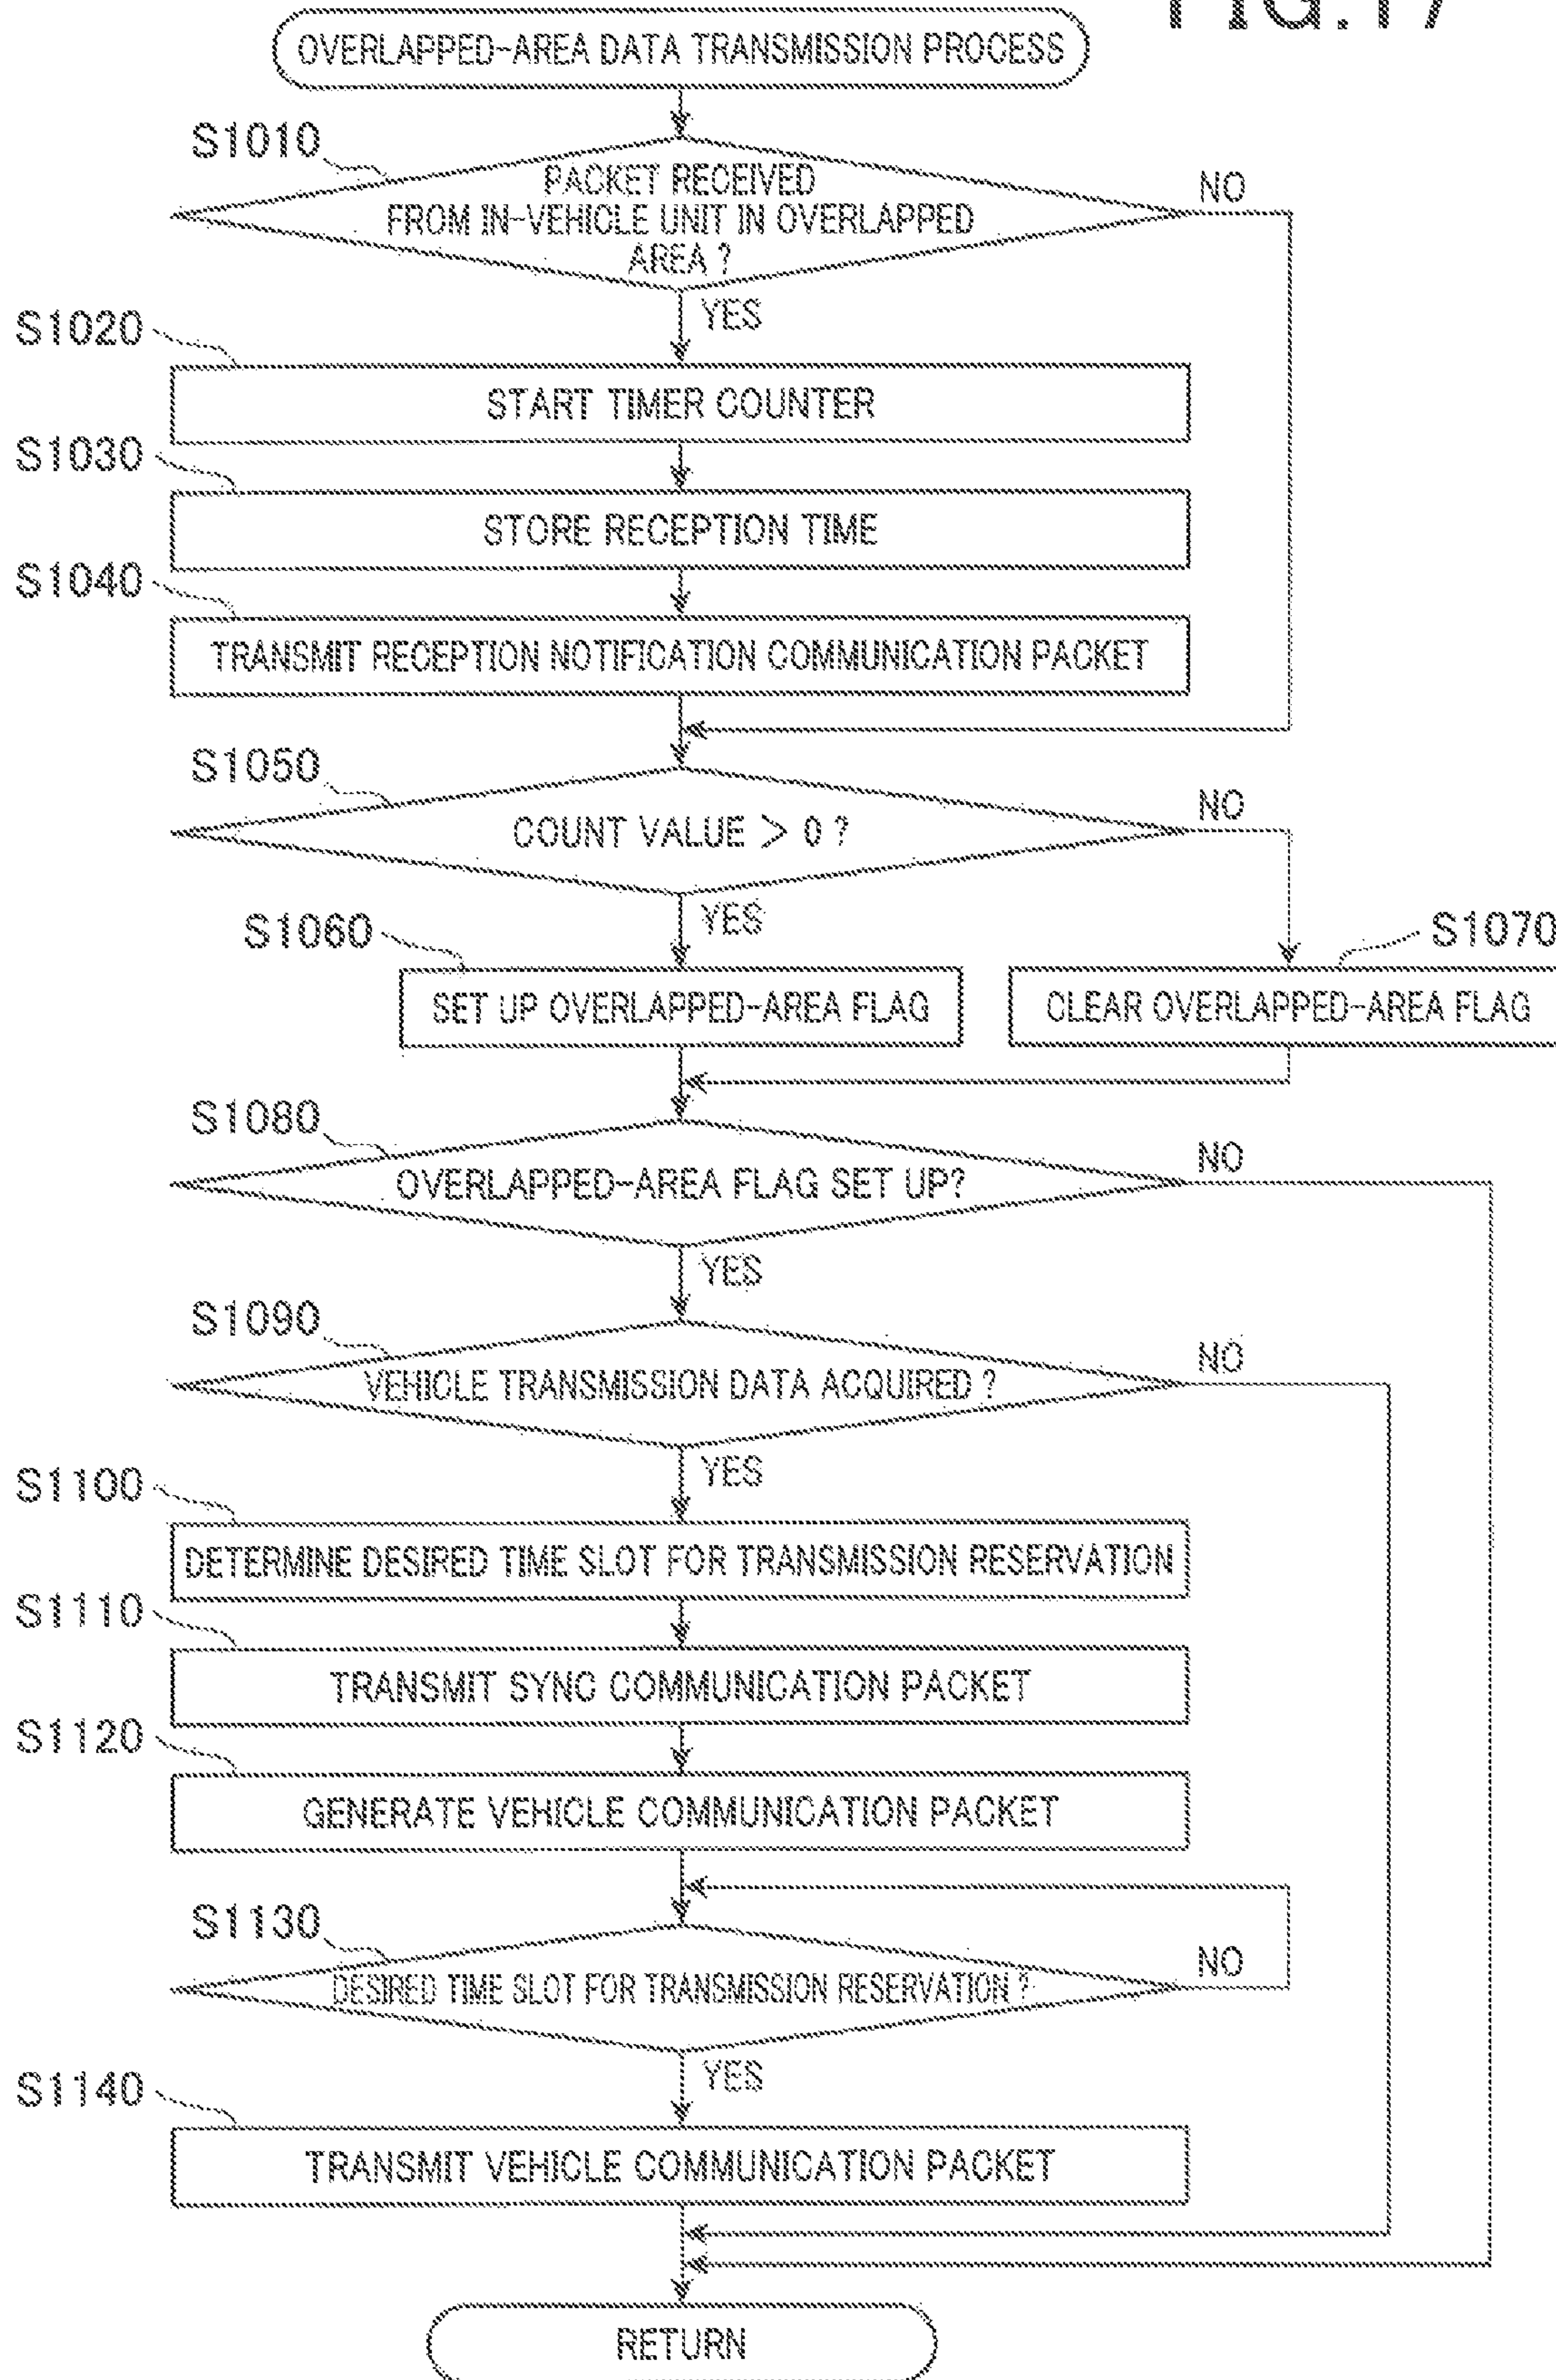 FIG.17
OVERLAPPED-AREA DATA TRANSMISSION PROCESS
S1010
PACKET RECEIVED
FROM IN-VEHICLE UNIT IN OVERLAPPED
AREA ?
NO
YES
S1020
START TIMER COUNTER
S1030
STORE RECEPTION TIME
S1040
TRANSMIT RECEPTION NOTIFICATION COMMUNICATION PACKET
S1050
COUNT VALUE > 0 ?
NO
YES
S1060
SET UP OVERLAPPED-AREA FLAG
S1070
CLEAR OVERLAPPED-AREA FLAG
S1080
OVERLAPPED-AREA FLAG SET UP?
NO
YES
S1090
VEHICLE TRANSMISSION DATA ACQUIRED ?
NO
YES
S1100
DETERMINE DESIRED TIME SLOT FOR TRANSMISSION RESERVATION
S1110
TRANSMIT SYNC COMMUNICATION PACKET
S1120
GENERATE VEHICLE COMMUNICATION PACKET
S1130
DESIRED TIME SLOT FOR TRANSMISSION RESERVATION ?
NO
YES
S1140
TRANSMIT VEHICLE COMMUNICATION PACKET
RETURN